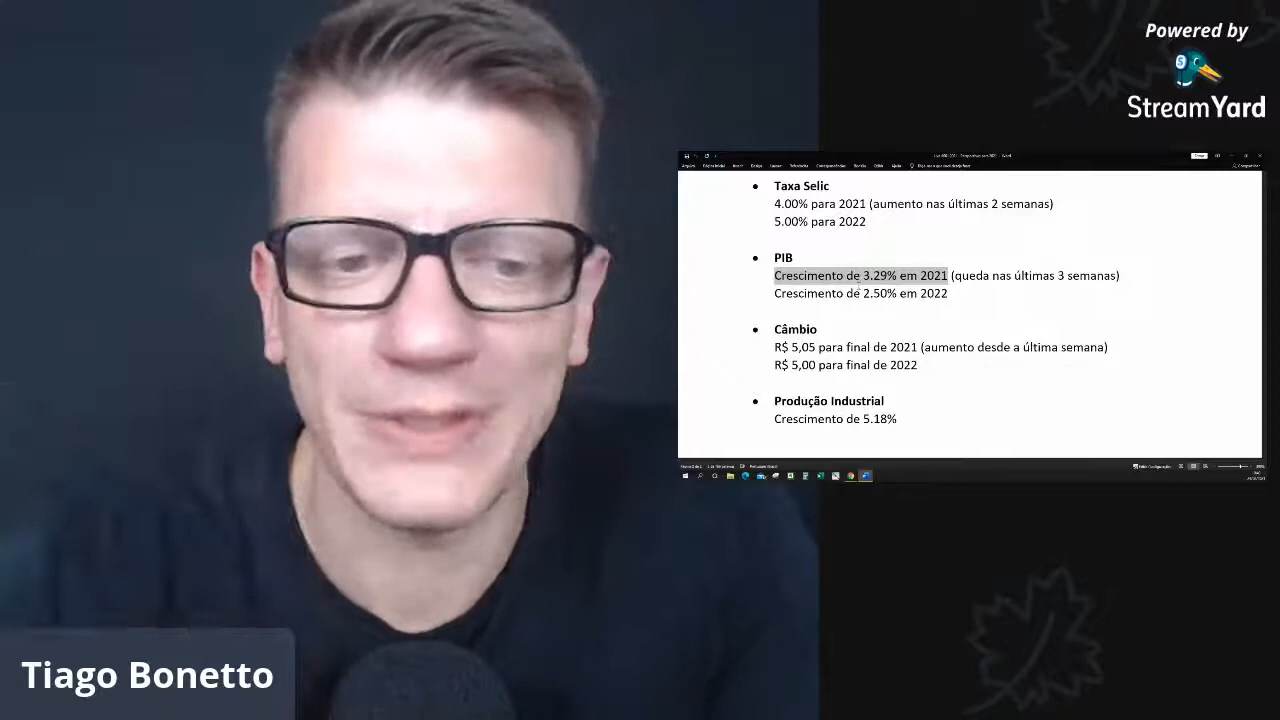 Powered by
StreamYard
Taxa Selic
4.00% para 2021 (aumento nas últimas 2 semanas)
5.00% para 2022
PIB
Crescimento de 3.29% em 2021 (queda nas últimas 3 semanas)
Crescimento de 2.50% em 2022
Câmbio
R$ 5,05 para final de 2021 (aumento desde a última semana)
R$ 5,00 para final de 2022
Produção Industrial
Crescimento de 5.18%
Tiago Bonetto